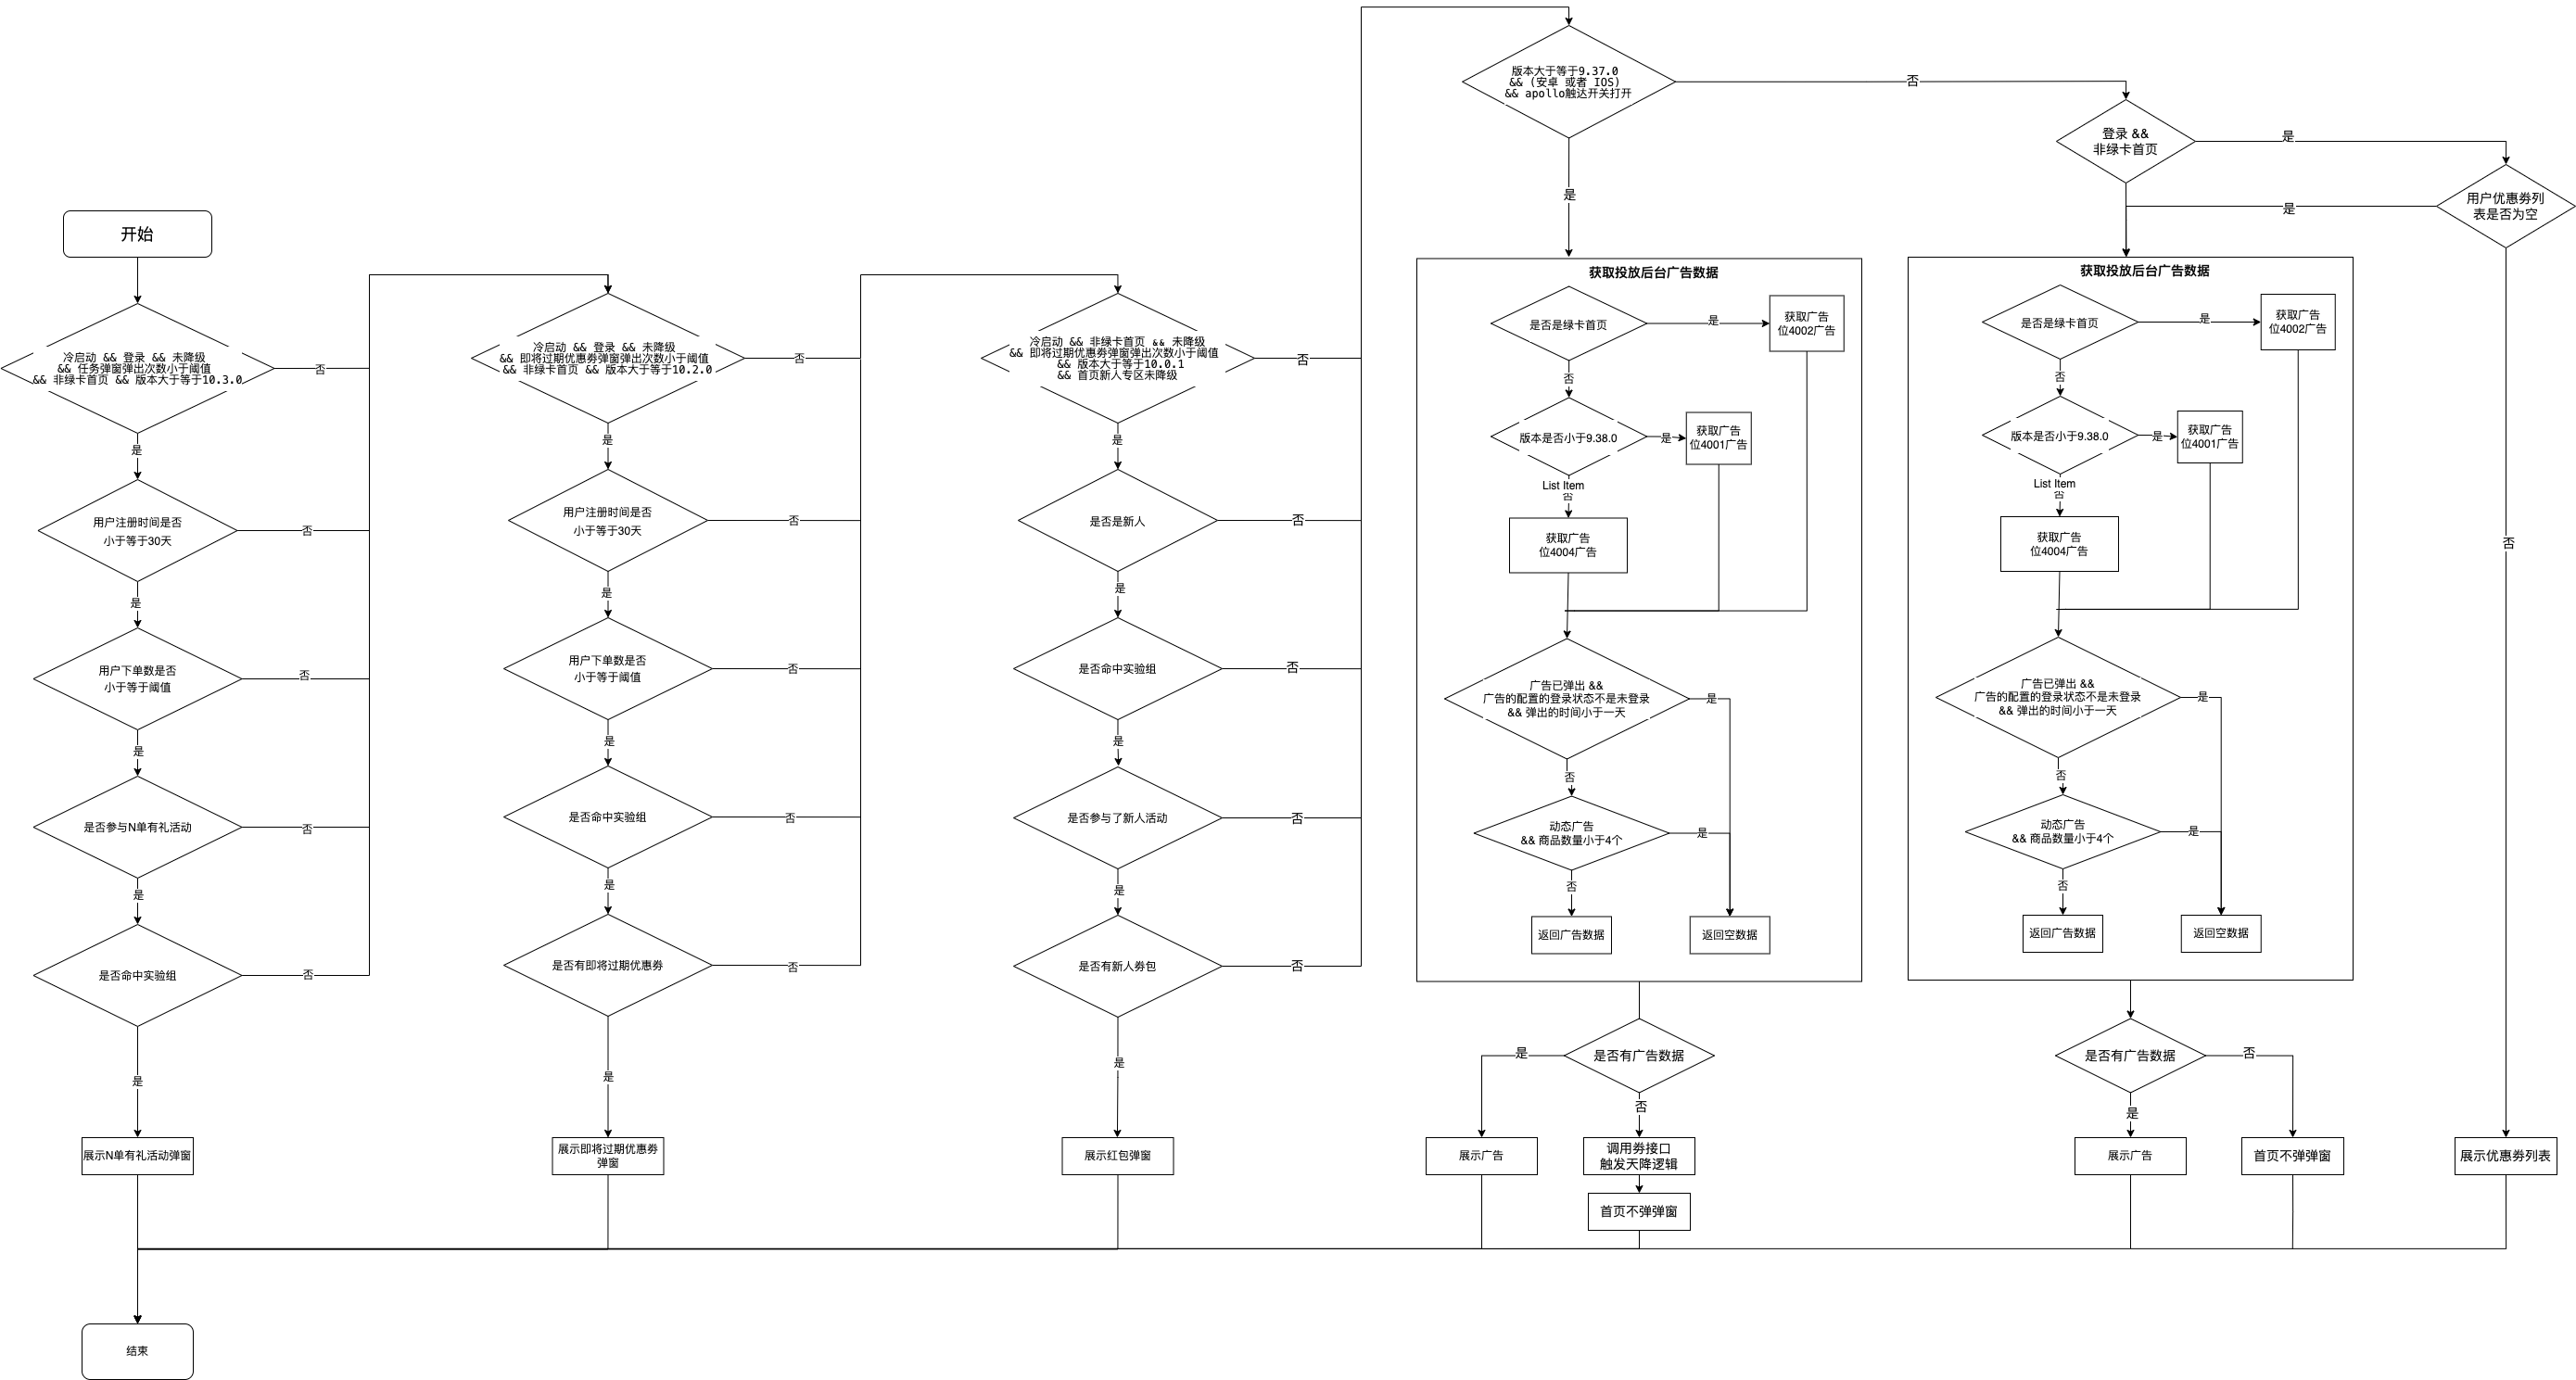 开始
冷启动 && 登录 && 未降级
&& 任务弹窗弹出次数小于阈值
&& 非绿卡首页 && 版本大于等于10.3.0
否
是
用户注册时间是否
小于等于30天
否
是
用户下单数是否
小于等于阈值
否
是
是否参与N单有礼活动
否
是
是否命中实验组
否
是
展示N单有礼活动弹窗
结束
冷启动 && 登录 && 未降级
&& 即将过期优惠券弹窗弹出次数小于阈值
&& 非绿卡首页 && 版本大于等于10.2.0
否
是
用户注册时间是否
小于等于30天
否
是
用户下单数是否
小于等于阈值
否
是
是否命中实验组
否
是
是否有即将过期优惠券
否
是
展示即将过期优惠券
弹窗
冷启动 && 非绿卡首页 && 未降级
&& 即将过期优惠券弹窗弹出次数小于阈值
&& 版本大于等于10.0.1
&& 首页新人专区未降级
否
是
是否是新人
否
是
是否命中实验组
否
是
是否参与了新人活动
否
是
是否有新人券包
否
是
展示红包弹窗
版本大于等于9.37.0
&& (安卓 或者 IOS)
&& apollo触达开关打开
否
是
获取投放后台广告数据
是否是绿卡首页
是
获取广告
位4002广告
否
版本是否小于9.38.0
是
获取广告
位4001广告
List Item
否
获取广告
位4004广告
广告已弹出 &&
广告的配置的登录状态不是未登录
&& 弹出的时间小于一天
是
否
动态广告
&& 商品数量小于4个
是
否
返回广告数据
返回空数据
是否有广告数据
是
否
展示广告
调用券接口
触发天降逻辑
首页不弹弹窗
登录 &&
非绿卡首页
是
用户优惠券列
表是否为空
是
否
获取投放后台广告数据
是否是绿卡首页
是
获取广告
位4002广告
否
版本是否小于9.38.0
是
获取广告
位4001广告
List Item
否
获取广告
位4004广告
广告已弹出 &&
广告的配置的登录状态不是未登录
&& 弹出的时间小于一天
是
否
动态广告
&& 商品数量小于4个
是
否
返回广告数据
返回空数据
是否有广告数据
否
是
展示广告
首页不弹弹窗
展示优惠券列表